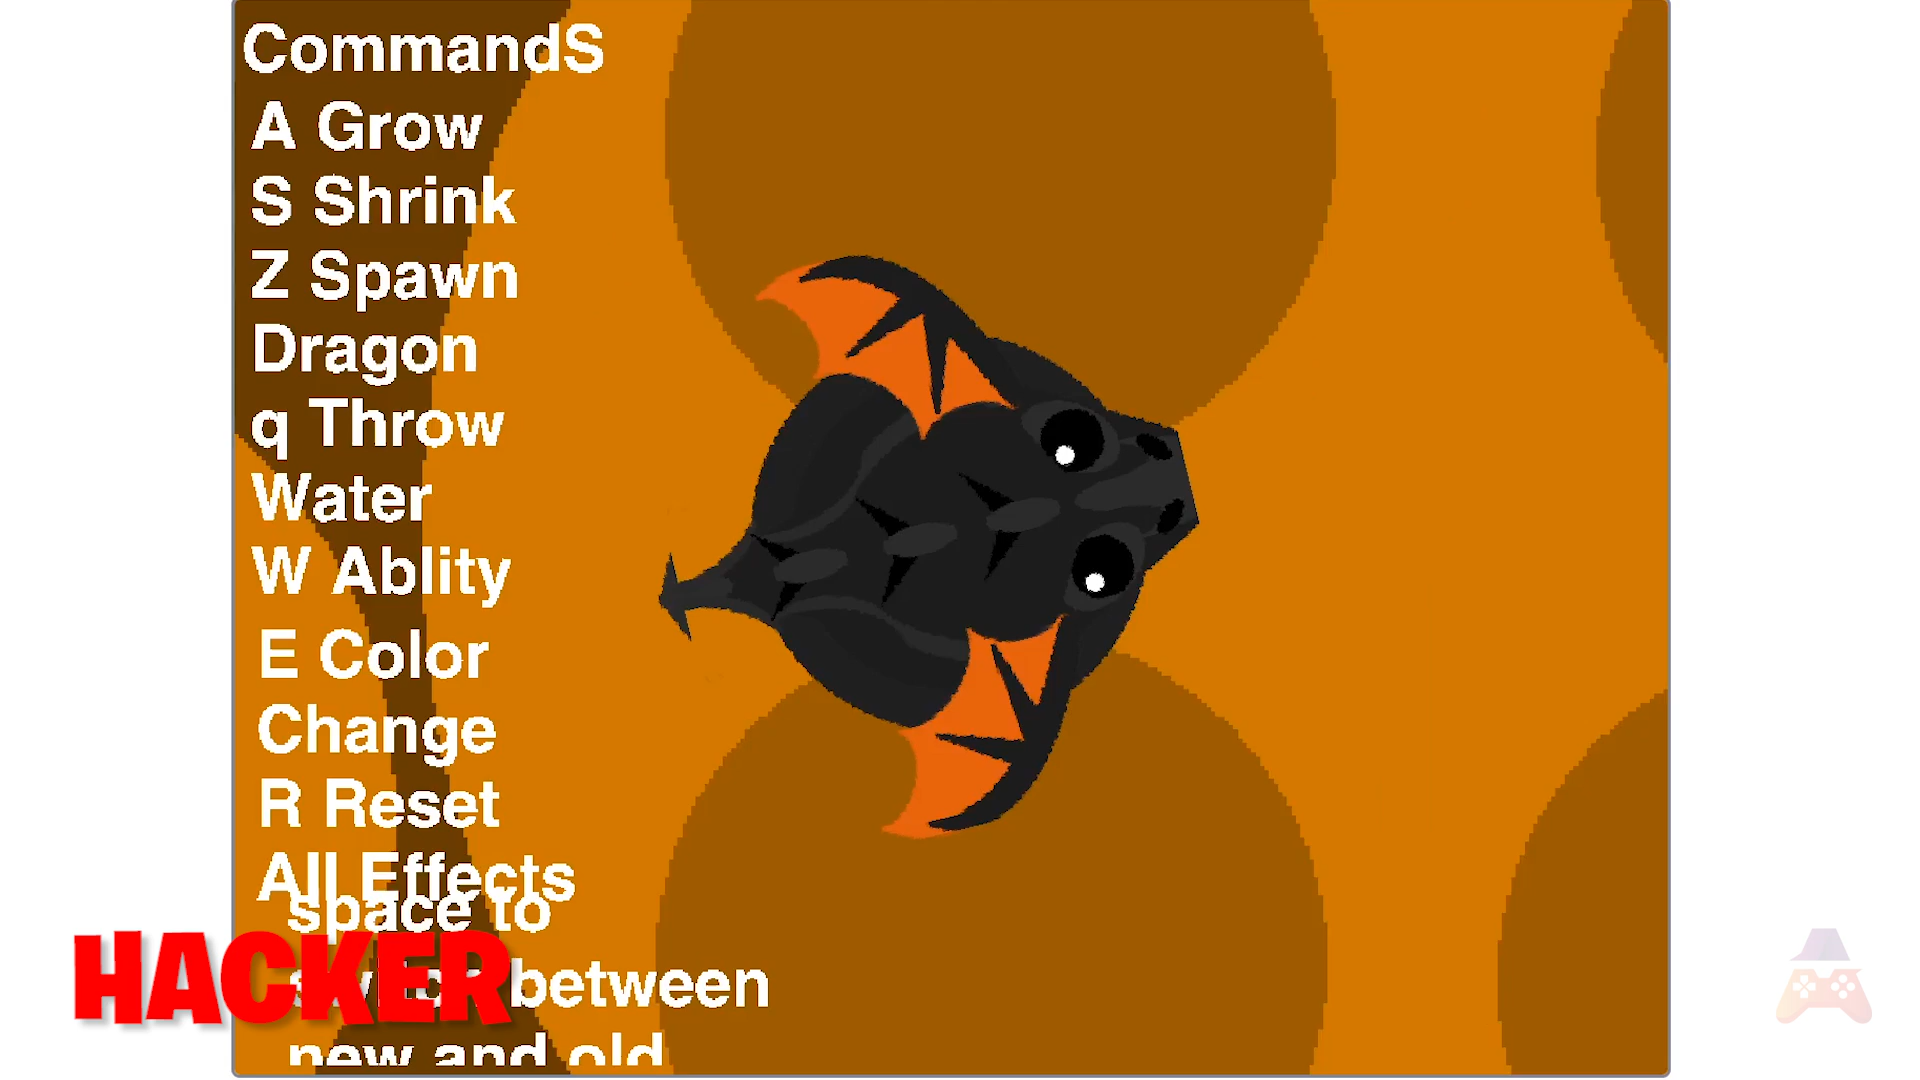 CommandS
A Grow
S Shrink
Z Spawn
Dragon
q Throw
Water
W Ablity
E Color
Change
R Reset
All Effects
space to
between
new and old
HACKER